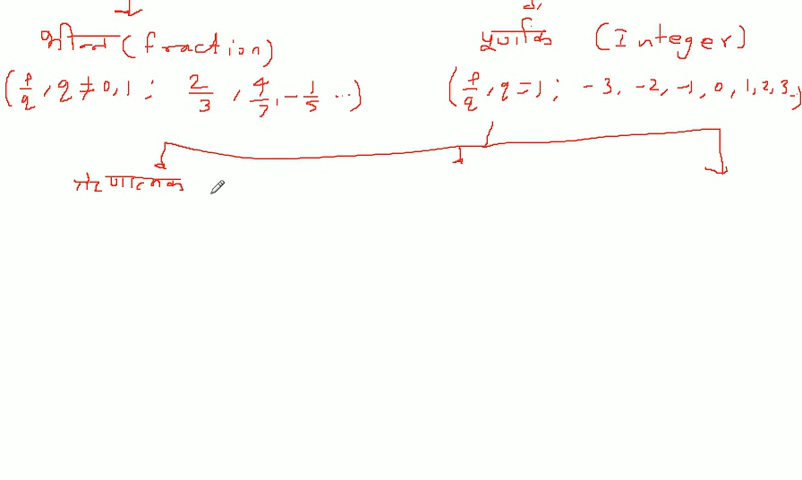 भीन्न (fraction) पुर्णांक (Integer)
(p/q, q ≠ 0, 1 ; 2/3, 4/7, -1/5 ...) (p/q, q = 1 ; -3, -2, -1, 0, 1, 2, 3..)